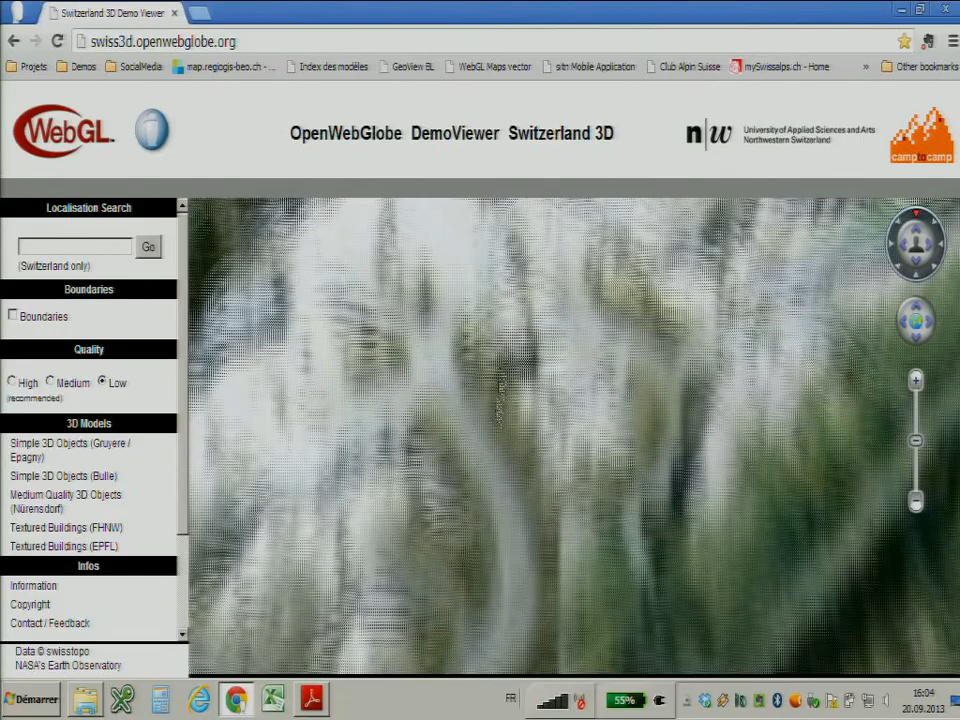 Switzerland 3D Demo Viewer
swiss3d.openwebglobe.org
Projets
Demos
SocialMedia
map.regiogis-beo.ch - ...
Index des modèles
GeoView BL
WebGL Maps vector
sitn Mobile Application
Club Alpin Suisse
mySwissalps.ch - Home
»
Other bookmarks
WebGL
OpenWebGlobe DemoViewer Switzerland 3D
n|w
University of Applied Sciences and Arts
Northwestern Switzerland
camptocamp
Localisation Search
Go
(Switzerland only)
Boundaries
Boundaries
Quality
High Medium Low
(recommended)
3D Models
Simple 3D Objects (Gruyere /
Epagny)
Simple 3D Objects (Bulle)
Medium Quality 3D Objects
(Nürensdorf)
Textured Buildings (FHNW)
Textured Buildings (EPFL)
Infos
Information
Copyright
Contact / Feedback
Data © swisstopo
NASA's Earth Observatory
Démarrer
FR
55%
16:04
20.09.2013